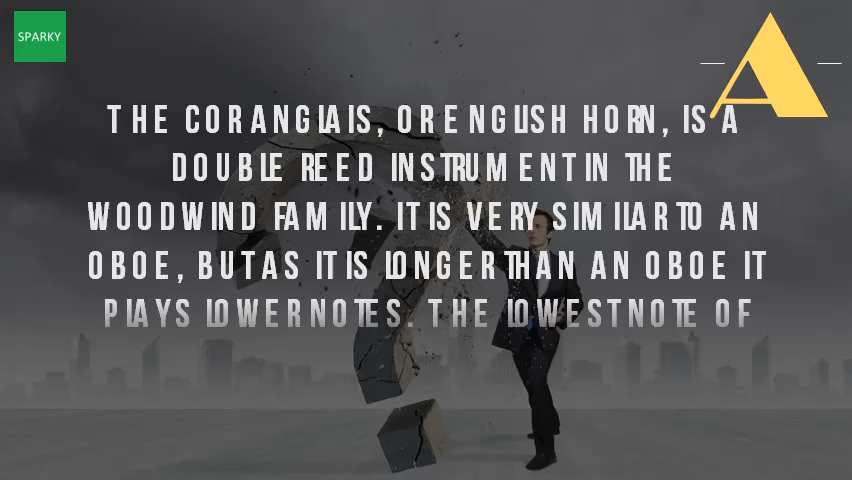 SPARKY
A
THE COR ANGLAIS, OR ENGLISH HORN, IS A
DOUBLE REED INSTRUMENT IN THE
WOODWIND FAMILY. IT IS VERY SIMILAR TO AN
OBOE, BUT AS IT IS LONGER THAN AN OBOE IT
PLAYS LOWER NOTES. THE LOWEST NOTE OF